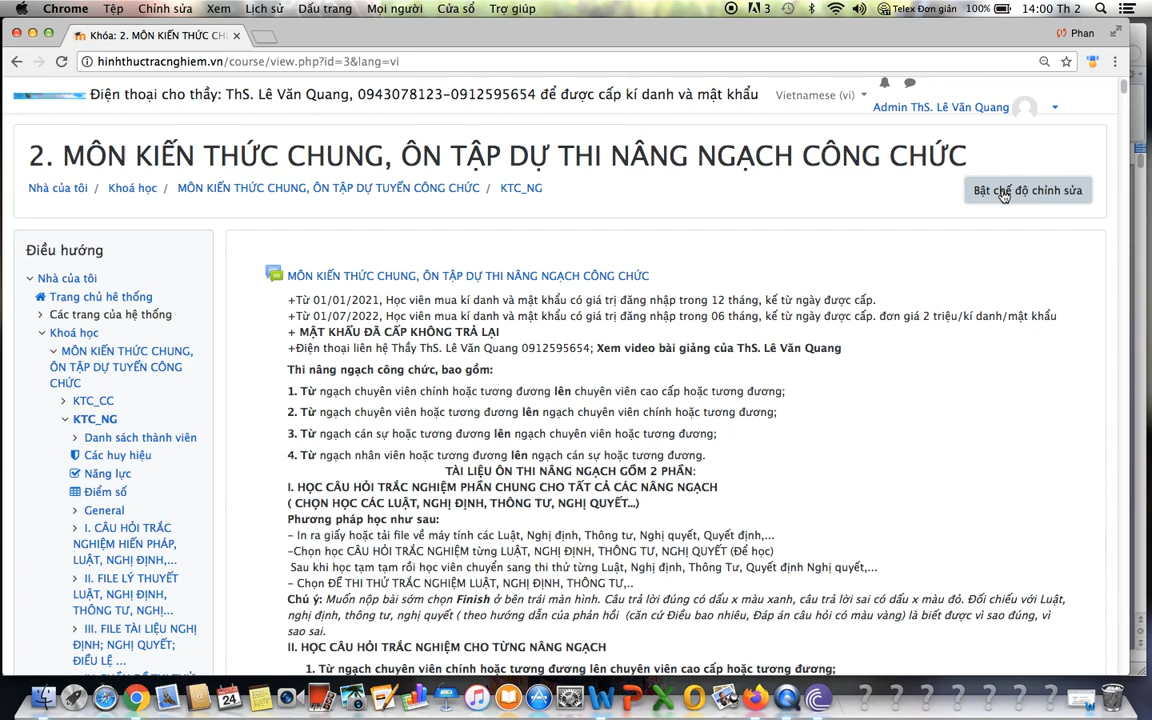 Chrome Tệp Chỉnh sửa Xem Lịch sử Dấu trang Mọi người Cửa sổ Trợ giúp 3 Telex Đơn giản 100% 14:00 Th 2
Khóa: 2. MÔN KIẾN THỨC CH Phan
hinhthuctracnghiem.vn/course/view.php?id=3&lang=vi
Điện thoại cho thầy: ThS. Lê Văn Quang, 0943078123-0912595654 để được cấp kí danh và mật khẩu Vietnamese (vi)
Admin ThS. Lê Văn Quang
2. MÔN KIẾN THỨC CHUNG, ÔN TẬP DỰ THI NÂNG NGẠCH CÔNG CHỨC
Nhà của tôi / Khoá học / MÔN KIẾN THỨC CHUNG, ÔN TẬP DỰ TUYỂN CÔNG CHỨC / KTC_NG
Bật chế độ chỉnh sửa
Điều hướng
Nhà của tôi
Trang chủ hê thống
Các trang của hệ thống
Khoá học
MÔN KIẾN THỨC CHUNG,
ÔN TẬP DỰ TUYỂN CÔNG
CHỨC
KTC_CC
KTC_NG
Danh sách thành viên
Các huy hiệu
Năng lực
Điểm số
General
I. CÂU HỎI TRẮC
NGHIỆM HIẾN PHÁP,
LUẬT, NGHỊ ĐỊNH,...
II. FILE LÝ THUYẾT
LUẬT, NGHỊ ĐỊNH,
THÔNG TƯ, NGHỊ...
III. FILE TÀI LIỆU NGHỊ
ĐỊNH; NGHỊ QUYẾT;
ĐIỀU LỆ ...
MÔN KIẾN THỨC CHUNG, ÔN TẬP DỰ THI NÂNG NGẠCH CÔNG CHỨC
+Từ 01/01/2021, Học viên mua kí danh và mật khẩu có giá trị đăng nhập trong 12 tháng, kế từ ngày được cấp.
+Từ 01/07/2022, Học viên mua kí danh và mật khẩu có giá trị đăng nhập trong 06 tháng, kế từ ngày được cấp. đơn giá 2 triệu/kí danh/mật khẩu
+ MẬT KHẨU ĐÃ CẤP KHÔNG TRẢ LẠI
+Điện thoại liên hệ Thầy ThS. Lê Văn Quang 0912595654; Xem video bài giảng của ThS. Lê Văn Quang
Thi nâng ngạch công chức, bao gồm:
1. Từ ngạch chuyên viên chính hoặc tương đương lên chuyên viên cao cấp hoặc tương đương;
2. Từ ngạch chuyên viên hoặc tương đương lên ngạch chuyên viên chính hoặc tương đương;
3. Từ ngạch cán sự hoặc tương đương lên ngạch chuyên viên hoặc tương đương;
4. Từ ngạch nhân viên hoặc tương đương lên ngạch cán sự hoặc tương đương.
TÀI LIỆU ÔN THI NÂNG NGẠCH GỒM 2 PHẦN:
I. HỌC CÂU HỎI TRẮC NGHIỆM PHẦN CHUNG CHO TẤT CẢ CÁC NÂNG NGẠCH
( CHỌN HỌC CÁC LUẬT, NGHỊ ĐỊNH, THÔNG TƯ, NGHỊ QUYẾT...)
Phương pháp học như sau:
- In ra giấy hoặc tải file về máy tính các Luật, Nghị định, Thông tư, Nghị quyết, Quyết định,...
-Chọn học CÂU HỎI TRẮC NGHIỆM từng LUẬT, NGHỊ ĐỊNH, THÔNG TƯ, NGHỊ QUYẾT (Để học)
Sau khi học tạm tạm rồi học viên chuyển sang thi thử từng Luật, Nghị định, Thông Tư, Quyết định Nghị quyết,...
- Chọn ĐỀ THI THỬ TRẮC NGHIỆM LUẬT, NGHỊ ĐỊNH, THÔNG TƯ,..
Chú ý: Muốn nộp bài sớm chọn Finish ở bên trái màn hình. Câu trả lời đúng có dấu x màu xanh, câu trả lời sai có dấu x màu đỏ. Đối chiếu với Luật,
nghị định, thông tư, nghị quyết ( theo hướng dẫn của phản hồi (căn cứ Điều bao nhiêu, Đáp án câu hỏi có màu vàng) là biết được vì sao đúng, vì
sao sai.
II. HỌC CÂU HỎI TRẮC NGHIỆM CHO TỪNG NÂNG NGẠCH
1. Từ ngạch chuyên viên chính hoặc tương đương lên chuyên viên cao cấp hoặc tương đương;